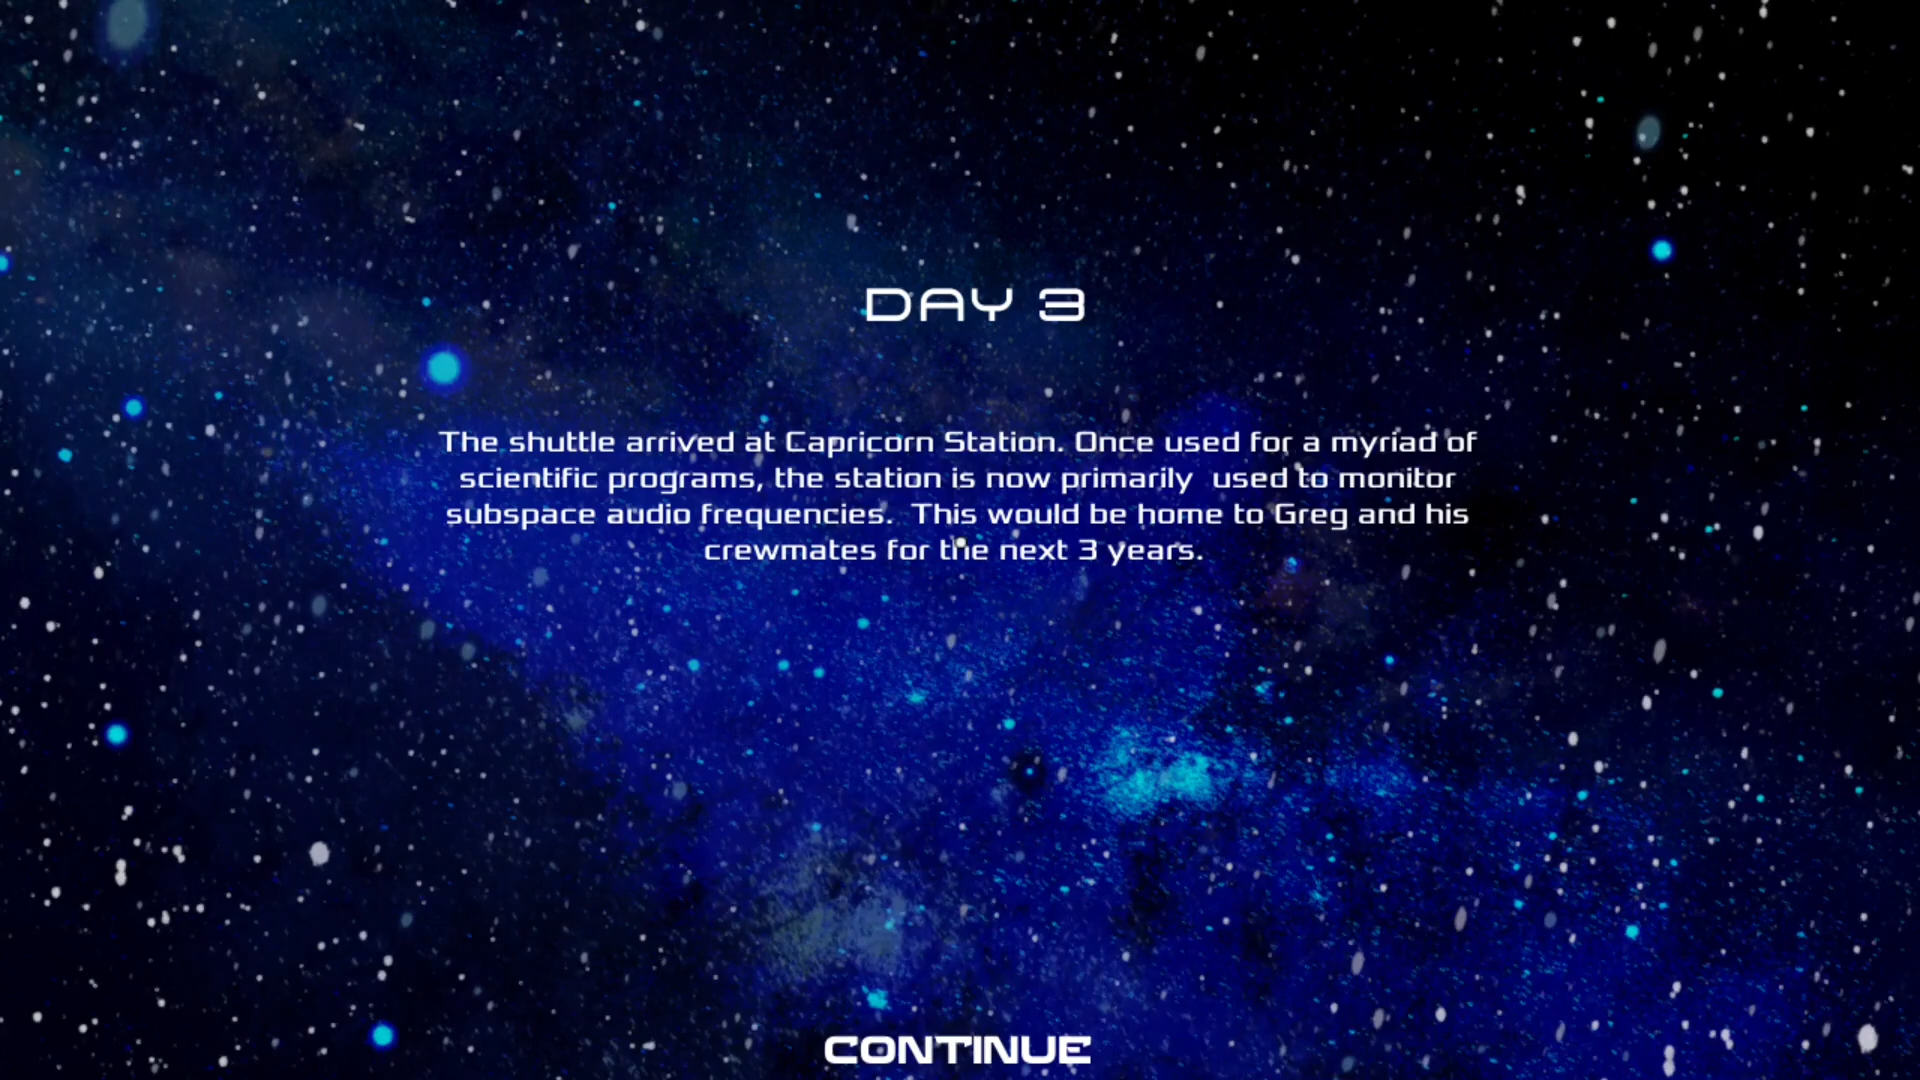 DAY 3
The shuttle arrived at Capricorn Station. Once used for a myriad of
scientific programs, the station is now primarily  used to monitor
subspace audio frequencies.  This would be home to Greg and his
crewmates for the next 3 years.
CONTINUE